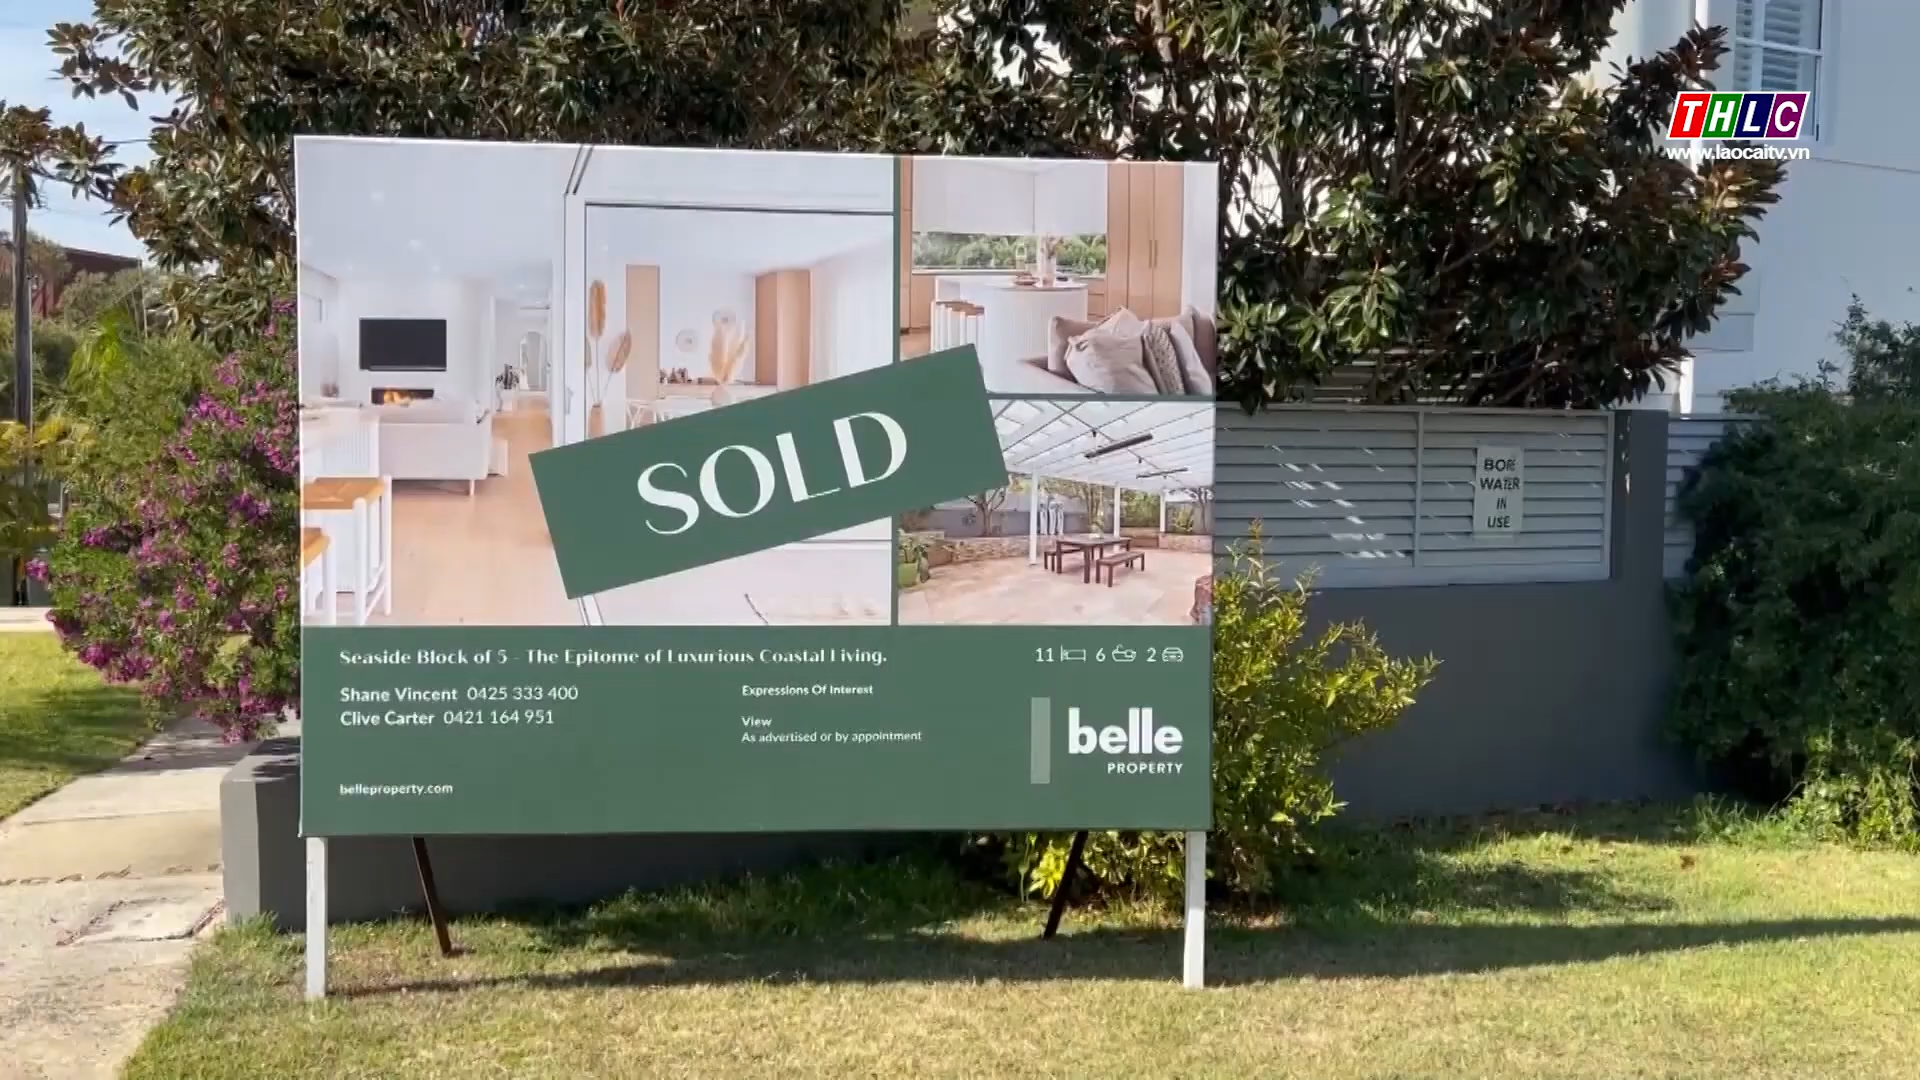 THLC
www.laocaitv.vn
SOLD
BORE
WATER
IN
USE
Seaside Block of 5 - The Epitome of Luxurious Coastal Living.
11 6 2
Shane Vincent 0425 333 400
Clive Carter 0421 164 951
Expressions Of Interest
View
As advertised or by appointment
belle
PROPERTY
belleproperty.com